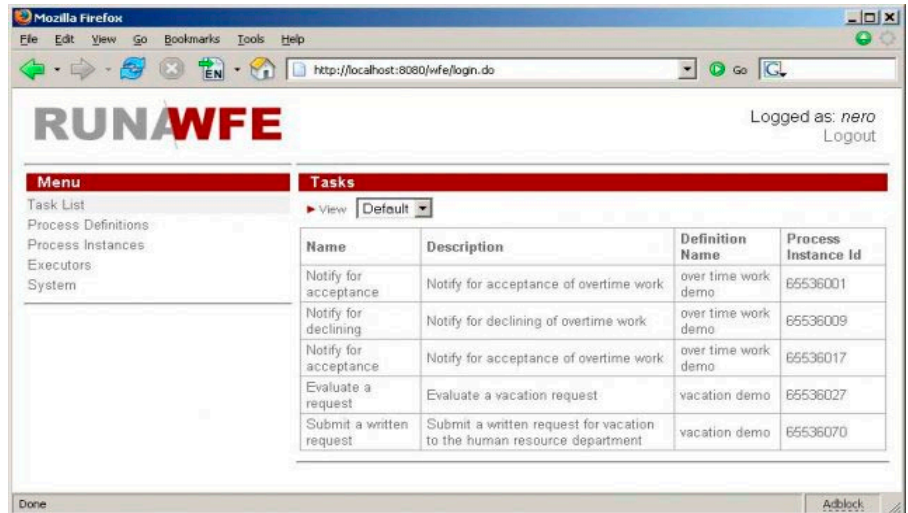 Mozilla Firefox
File Edit View Go Bookmarks Tools Help
EN http://localhost:8080/wfe/login.do Go G
RUNAWFE
Logged as: nero
Logout
Menu
Task List
Process Definitions
Process Instances
Executors
System
Tasks
View Default
Name Description Definition Name Process Instance Id
Notify for acceptance Notify for acceptance of overtime work over time work demo 65536001
Notify for declining Notify for declining of overtime work over time work demo 65536009
Notify for acceptance Notify for acceptance of overtime work over time work demo 65536017
Evaluate a request Evaluate a vacation request vacation demo 65536027
Submit a written request Submit a written request for vacation to the human resource department vacation demo 65536070
Done Adblock